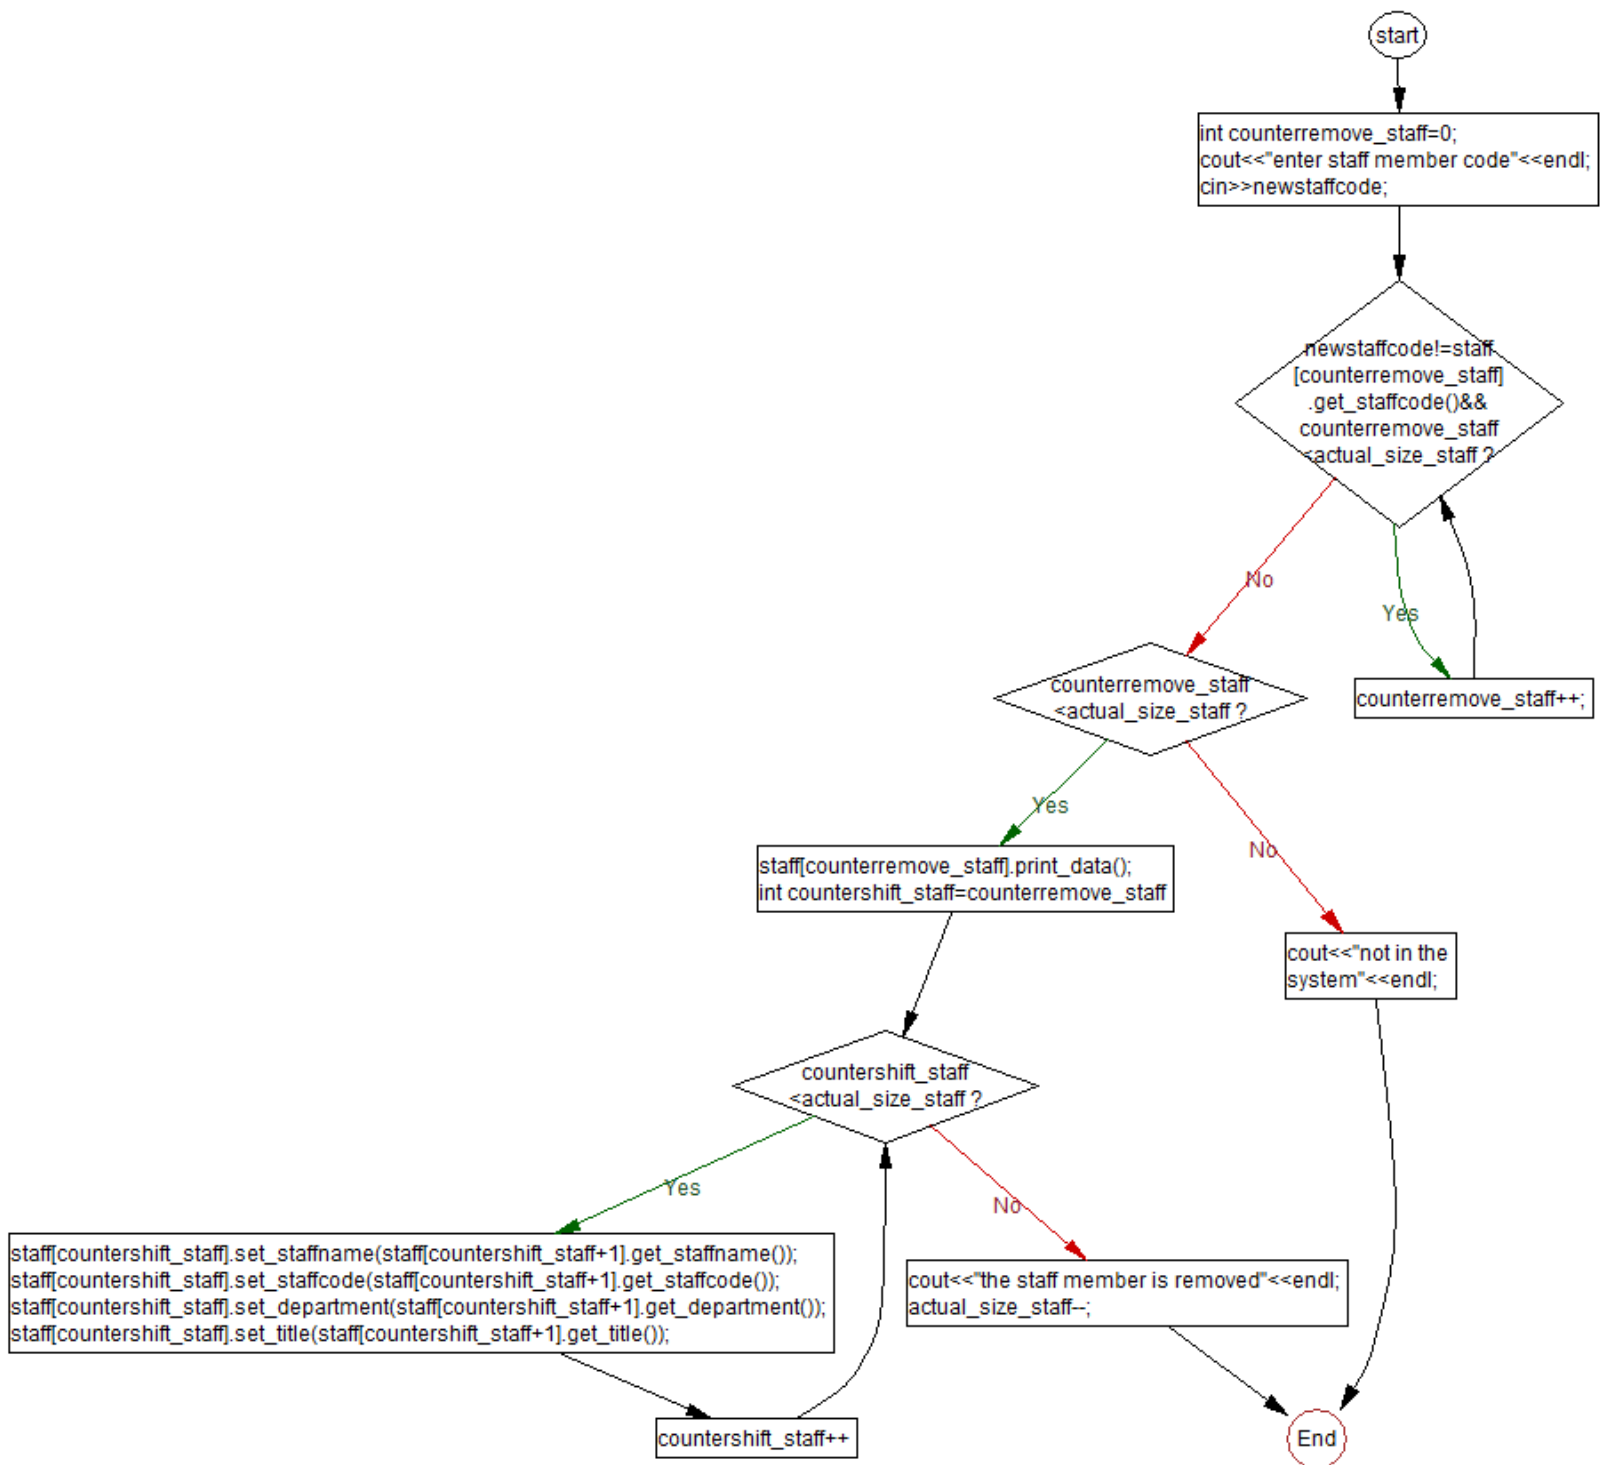 start
int counterremove_staff=0;
cout<<"enter staff member code"<<endl;
cin>>newstaffcode;
newstaffcode!=staff
[counterremove_staff]
.get_staffcode()&&
counterremove_staff
<actual_size_staff ?
No
Yes
counterremove_staff
<actual_size_staff ?
counterremove_staff++;
Yes
No
staff[counterremove_staff].print_data();
int countershift_staff=counterremove_staff
cout<<"not in the
system"<<endl;
countershift_staff
<actual_size_staff ?
Yes
No
staff[countershift_staff].set_staffname(staff[countershift_staff+1].get_staffname());
staff[countershift_staff].set_staffcode(staff[countershift_staff+1].get_staffcode());
staff[countershift_staff].set_department(staff[countershift_staff+1].get_department());
staff[countershift_staff].set_title(staff[countershift_staff+1].get_title());
cout<<"the staff member is removed"<<endl;
actual_size_staff--;
countershift_staff++
End